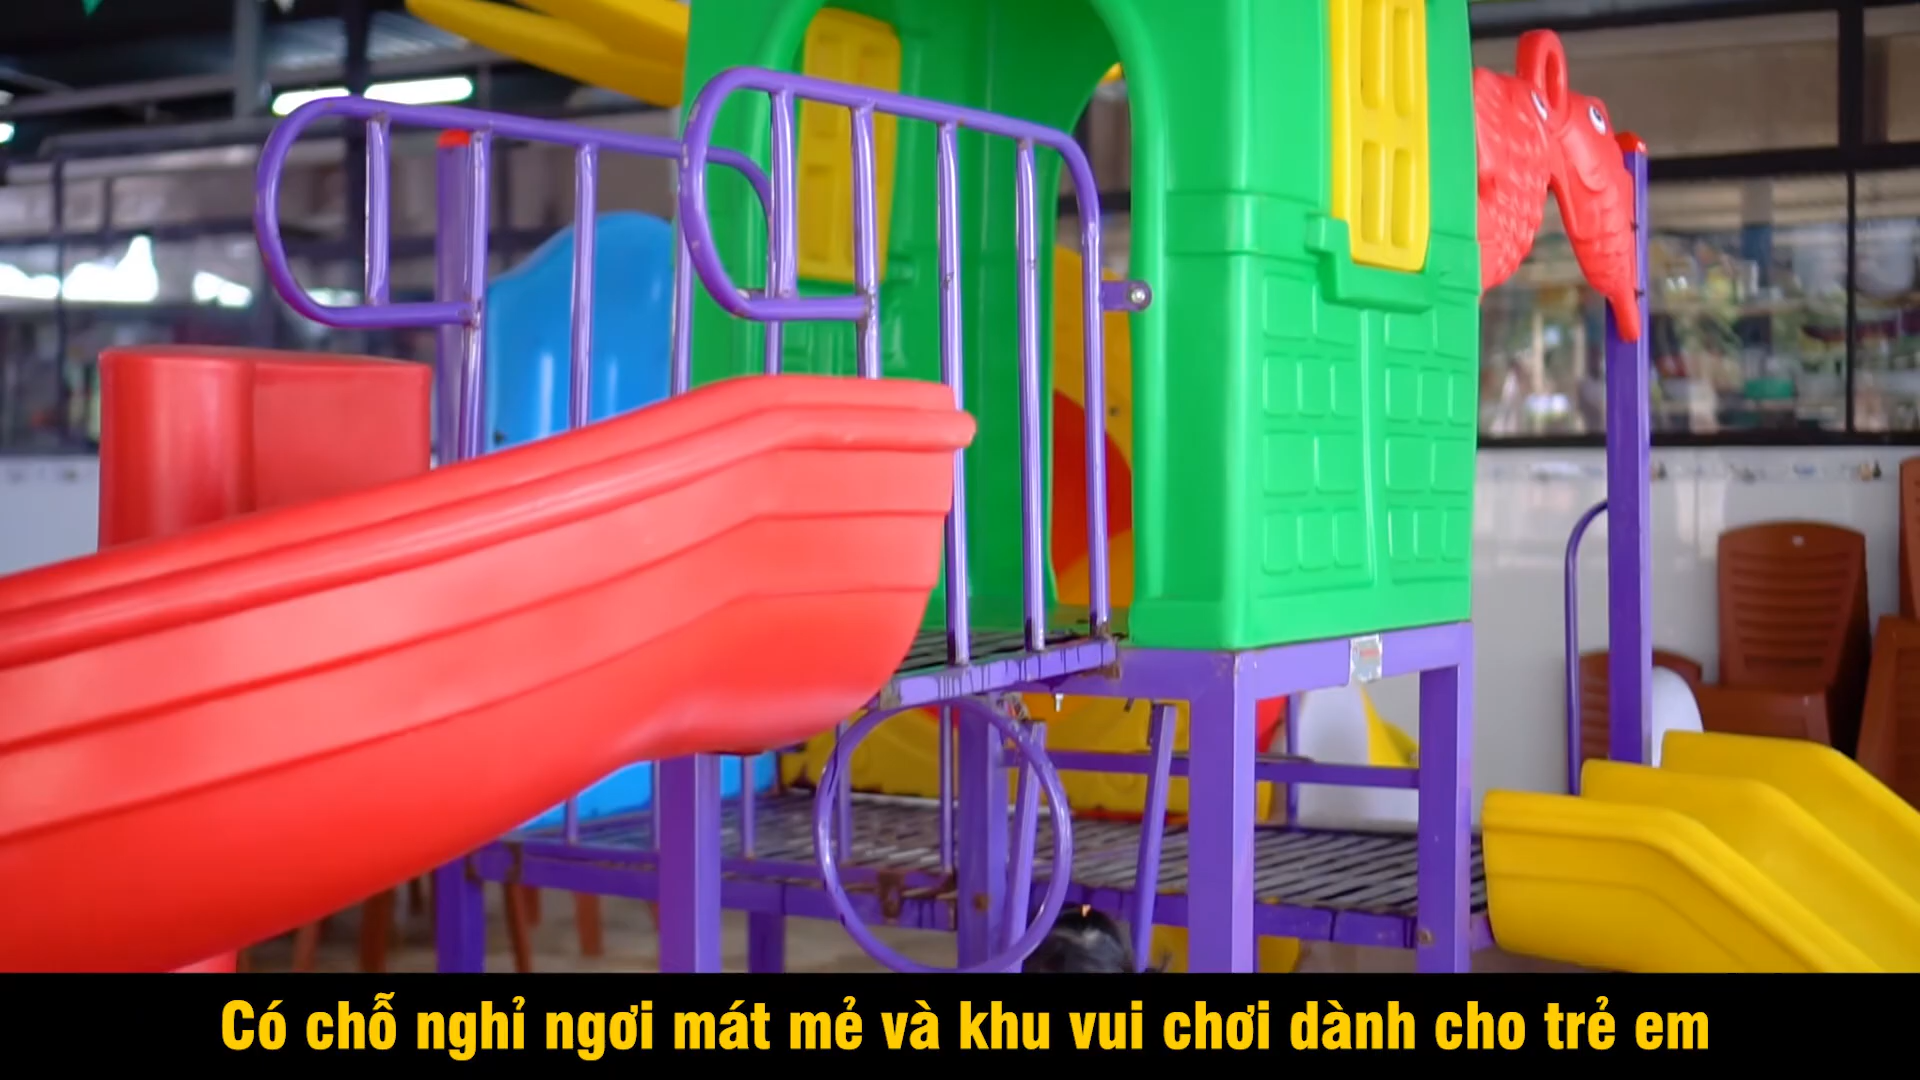 Có chỗ nghỉ ngơi mát mẻ và khu vui chơi dành cho trẻ em